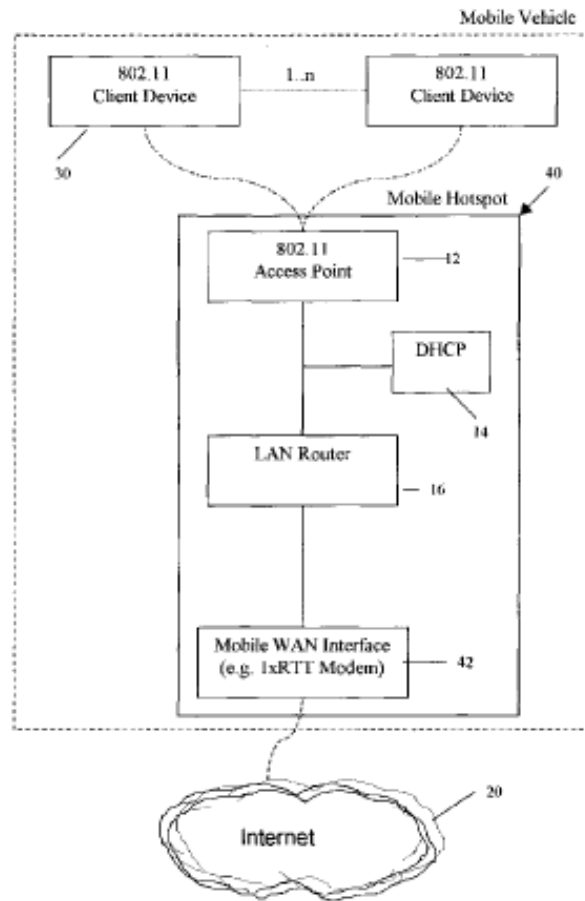 Mobile Vehicle
802.11
Client Device
1..n
802.11
Client Device
30
Mobile Hotspot
40
802.11
Access Point
12
DHCP
14
LAN Router
16
Mobile WAN Interface
(e.g. 1xRTT Modem)
42
20
Internet